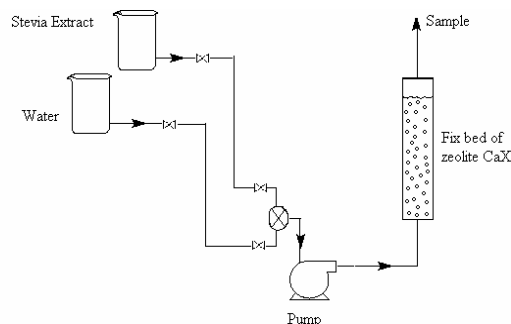 Stevia Extract
Sample
Water
Fix bed of
zeolite CaX
Pump